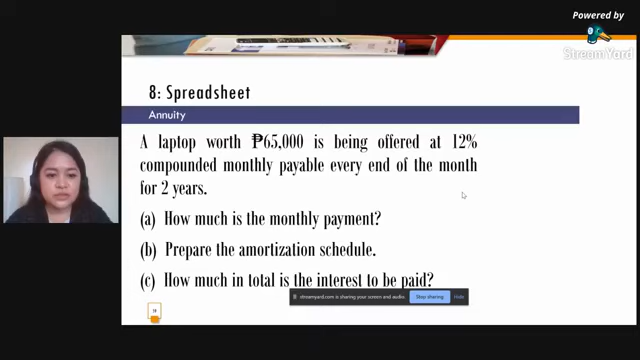 Powered by
StreamYard
8: Spreadsheet
Annuity
A laptop worth ₱65,000 is being offered at 12%
compounded monthly payable every end of the month
for 2 years.
(a) How much is the monthly payment?
(b) Prepare the amortization schedule.
(c) How much in total is the interest to be paid?
streamyard.com is sharing your screen and audio.
Stop sharing
Hide